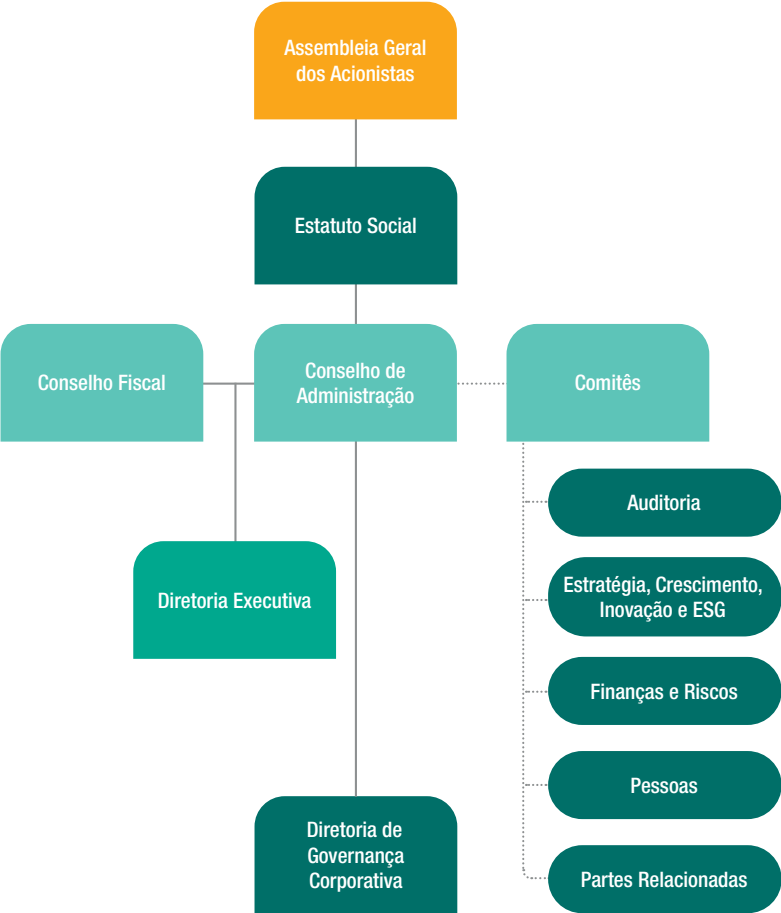 Assembleia Geral
dos Acionistas
Estatuto Social
Conselho Fiscal
Conselho de
Administração
Comitês
Auditoria
Estratégia, Crescimento,
Inovação e ESG
Diretoria Executiva
Finanças e Riscos
Pessoas
Diretoria de
Governança
Corporativa
Partes Relacionadas